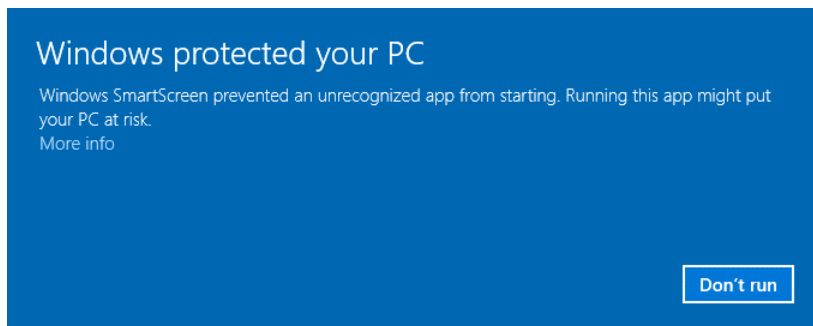 Windows protected your PC
Windows SmartScreen prevented an unrecognized app from starting. Running this app might put
your PC at risk.
More info
Don't run